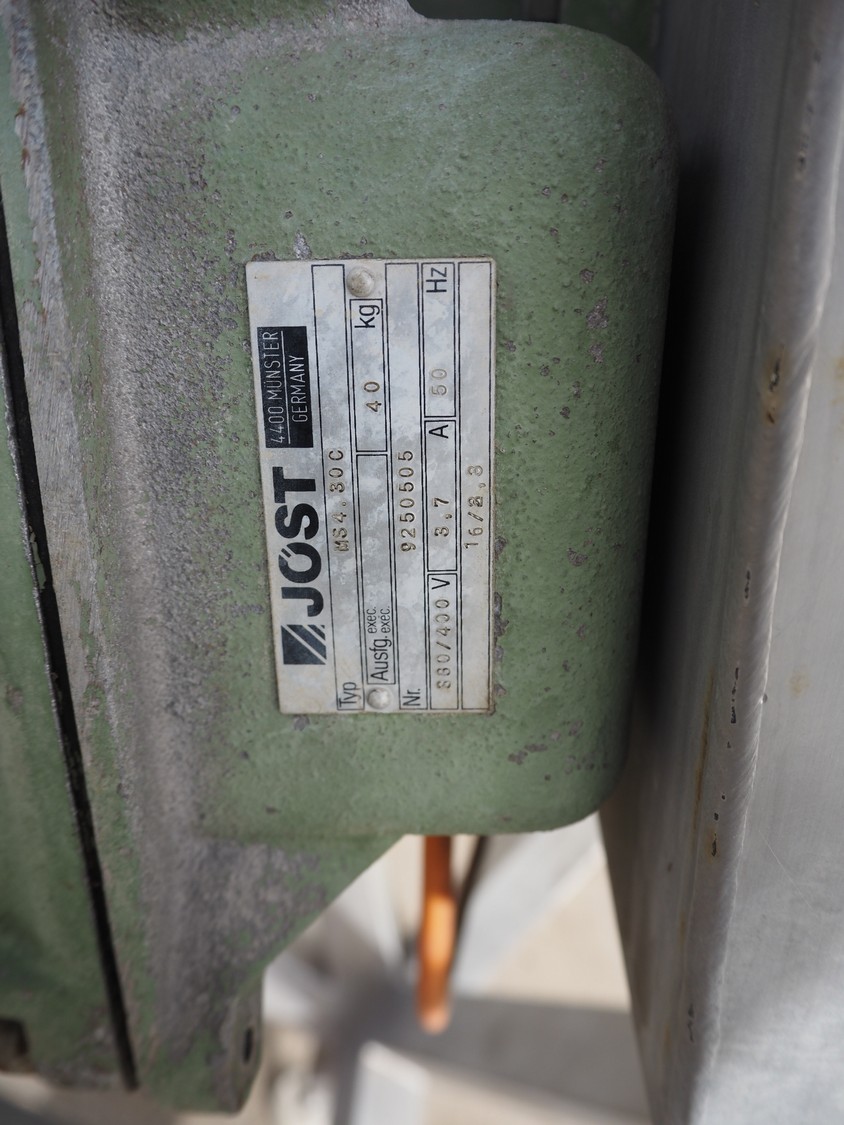 JÖST 4400 MÜNSTER
GERMANY
Typ MS4.30C
Ausfg. exec. exéc. 40 kg
Nr. 9250505
380/400 V 3,7 A 50 Hz
16/2,8